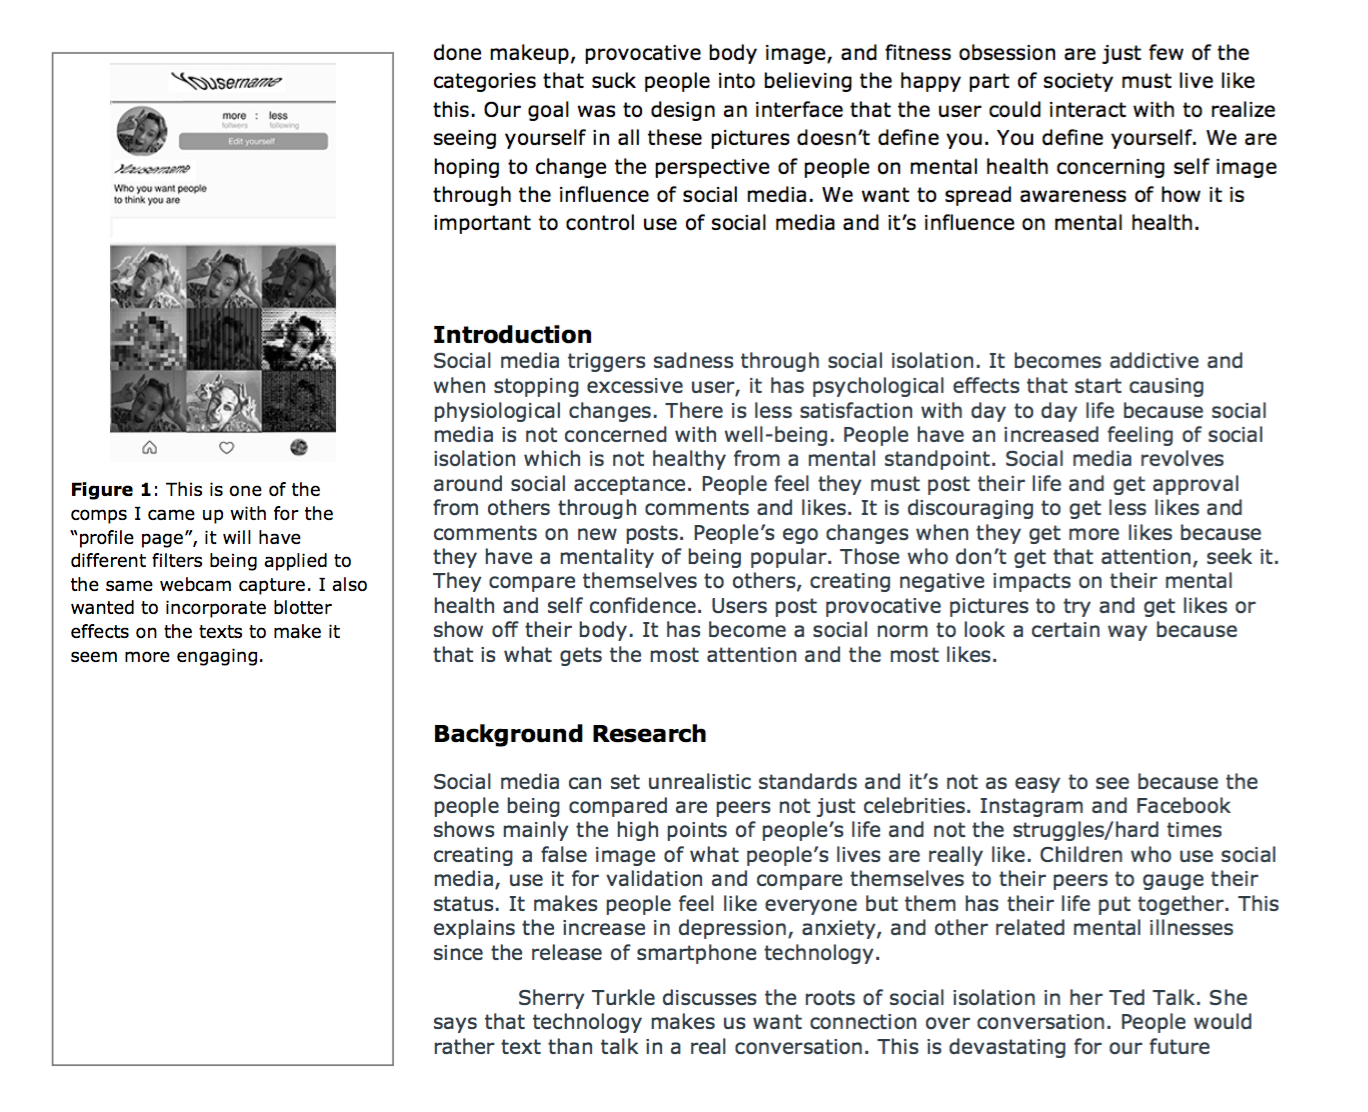 Yousername
more : less
follwers following
Edit yourself
Yousername
Who you want people
to think you are
Figure 1: This is one of the
comps I came up with for the
“profile page”, it will have
different filters being applied to
the same webcam capture. I also
wanted to incorporate blotter
effects on the texts to make it
seem more engaging.
done makeup, provocative body image, and fitness obsession are just few of the
categories that suck people into believing the happy part of society must live like
this. Our goal was to design an interface that the user could interact with to realize
seeing yourself in all these pictures doesn’t define you. You define yourself. We are
hoping to change the perspective of people on mental health concerning self image
through the influence of social media. We want to spread awareness of how it is
important to control use of social media and it’s influence on mental health.
Introduction
Social media triggers sadness through social isolation. It becomes addictive and
when stopping excessive user, it has psychological effects that start causing
physiological changes. There is less satisfaction with day to day life because social
media is not concerned with well-being. People have an increased feeling of social
isolation which is not healthy from a mental standpoint. Social media revolves
around social acceptance. People feel they must post their life and get approval
from others through comments and likes. It is discouraging to get less likes and
comments on new posts. People’s ego changes when they get more likes because
they have a mentality of being popular. Those who don’t get that attention, seek it.
They compare themselves to others, creating negative impacts on their mental
health and self confidence. Users post provocative pictures to try and get likes or
show off their body. It has become a social norm to look a certain way because
that is what gets the most attention and the most likes.
Background Research
Social media can set unrealistic standards and it’s not as easy to see because the
people being compared are peers not just celebrities. Instagram and Facebook
shows mainly the high points of people’s life and not the struggles/hard times
creating a false image of what people’s lives are really like. Children who use social
media, use it for validation and compare themselves to their peers to gauge their
status. It makes people feel like everyone but them has their life put together. This
explains the increase in depression, anxiety, and other related mental illnesses
since the release of smartphone technology.
Sherry Turkle discusses the roots of social isolation in her Ted Talk. She
says that technology makes us want connection over conversation. People would
rather text than talk in a real conversation. This is devastating for our future